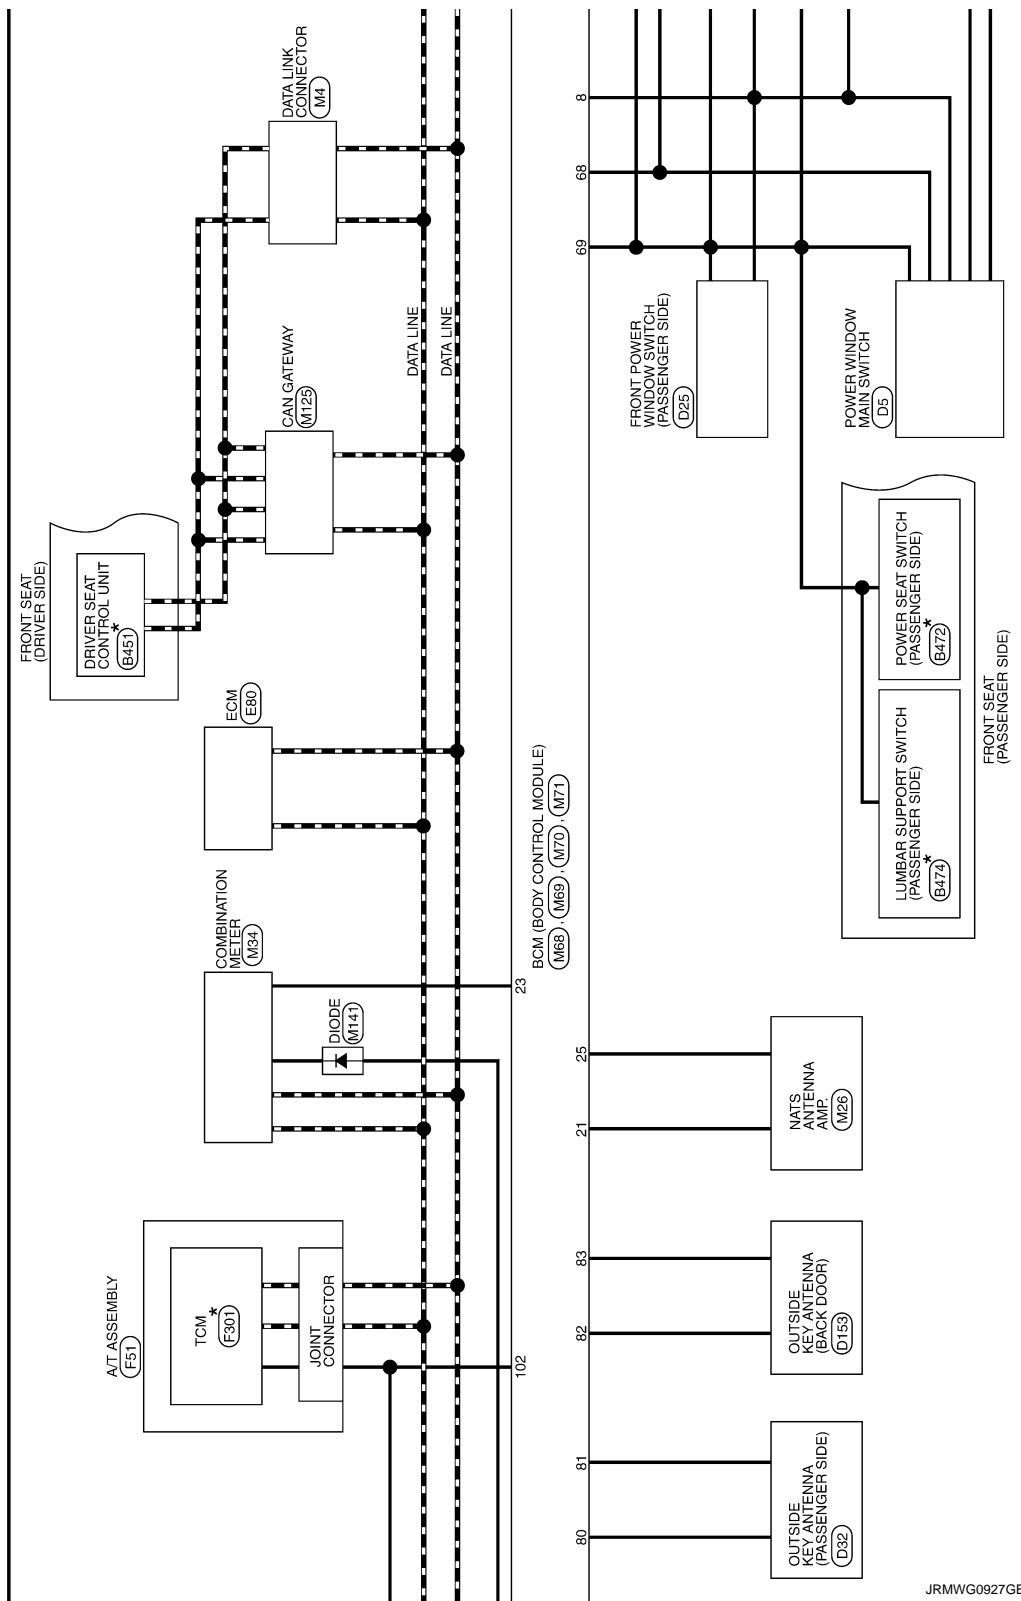 DATA LINK
CONNECTOR
M4
8
68
69
DATA LINE
DATA LINE
CAN GATEWAY
M125
FRONT POWER
WINDOW SWITCH
(PASSENGER SIDE)
D25
POWER WINDOW
MAIN SWITCH
D5
FRONT SEAT
(DRIVER SIDE)
DRIVER SEAT
CONTROL UNIT
*
B451
POWER SEAT SWITCH
(PASSENGER SIDE)
*
B472
LUMBAR SUPPORT SWITCH
(PASSENGER SIDE)
*
B474
FRONT SEAT
(PASSENGER SIDE)
ECM
E80
BCM (BODY CONTROL MODULE)
M68 , M69 , M70 , M71
COMBINATION
METER
M34
23
DIODE
M141
25
21
NATS
ANTENNA
AMP.
M26
A/T ASSEMBLY
F51
TCM
*
F301
JOINT
CONNECTOR
102
83
82
OUTSIDE
KEY ANTENNA
(BACK DOOR)
D153
81
80
OUTSIDE
KEY ANTENNA
(PASSENGER SIDE)
D32
JRMWG0927GE